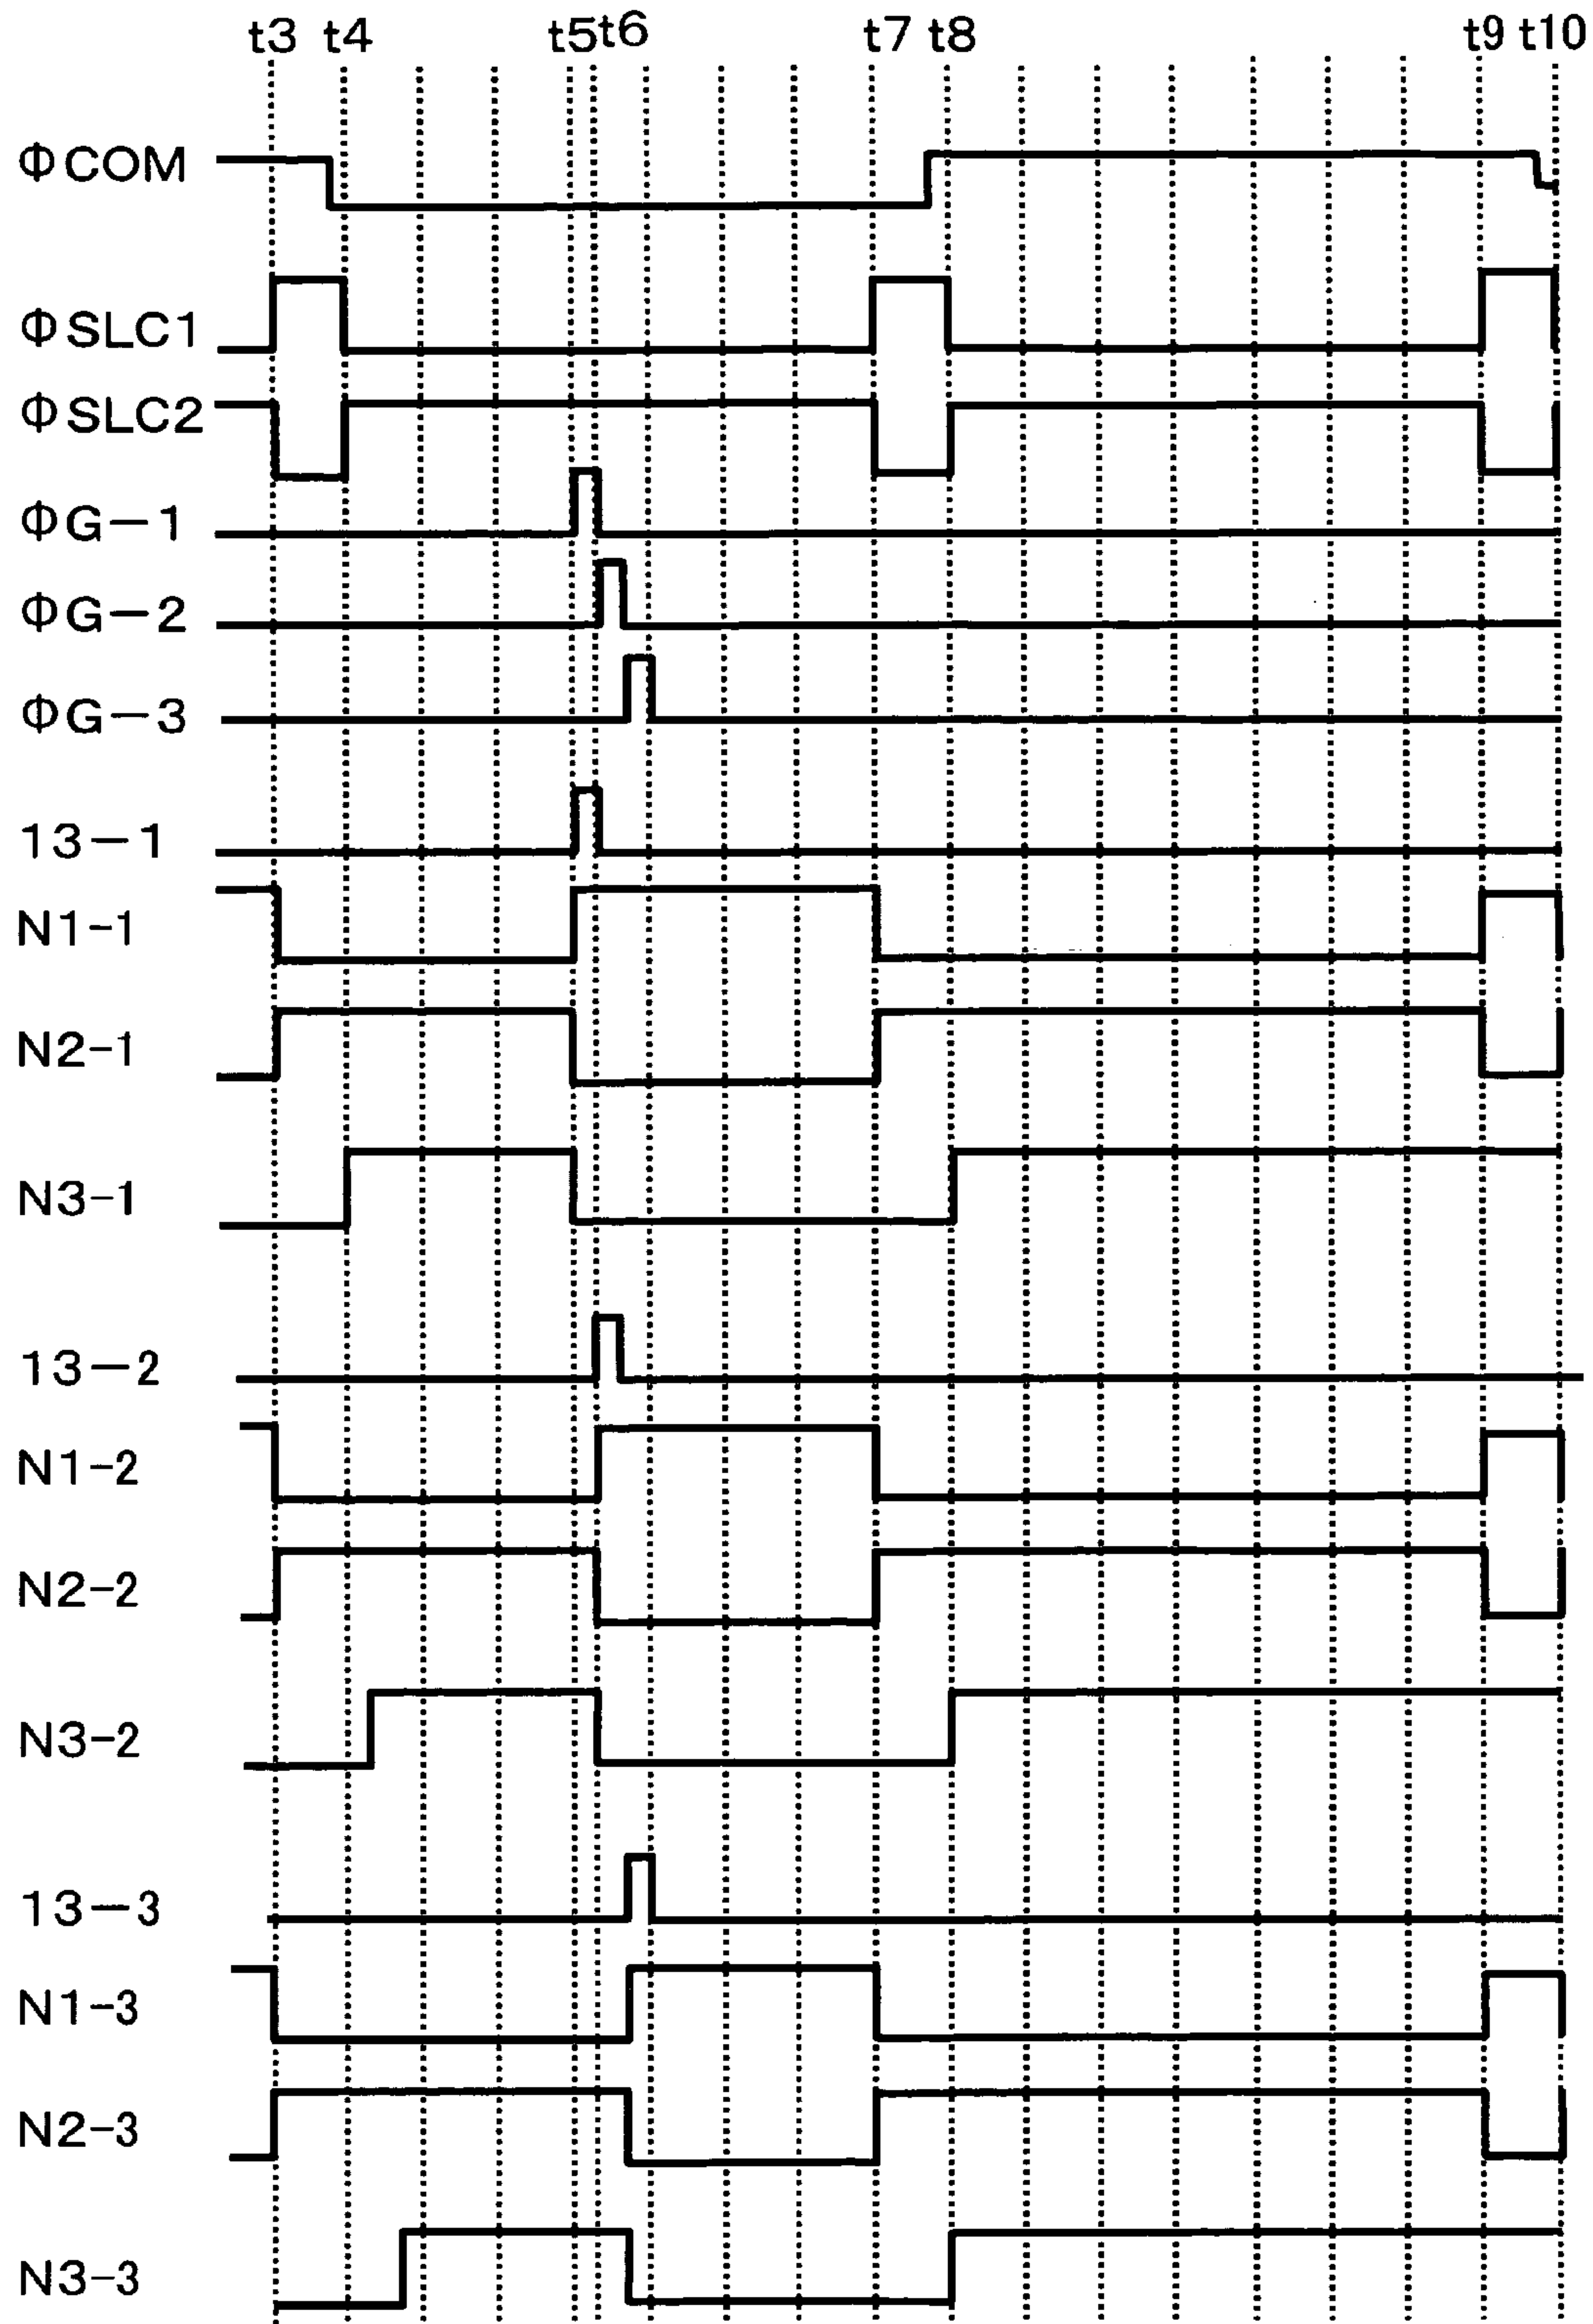 t3 t4 t5 t6 t7 t8 t9 t10
ΦCOM
ΦSLC1
ΦSLC2
ΦG-1
ΦG-2
ΦG-3
13-1
N1-1
N2-1
N3-1
13-2
N1-2
N2-2
N3-2
13-3
N1-3
N2-3
N3-3